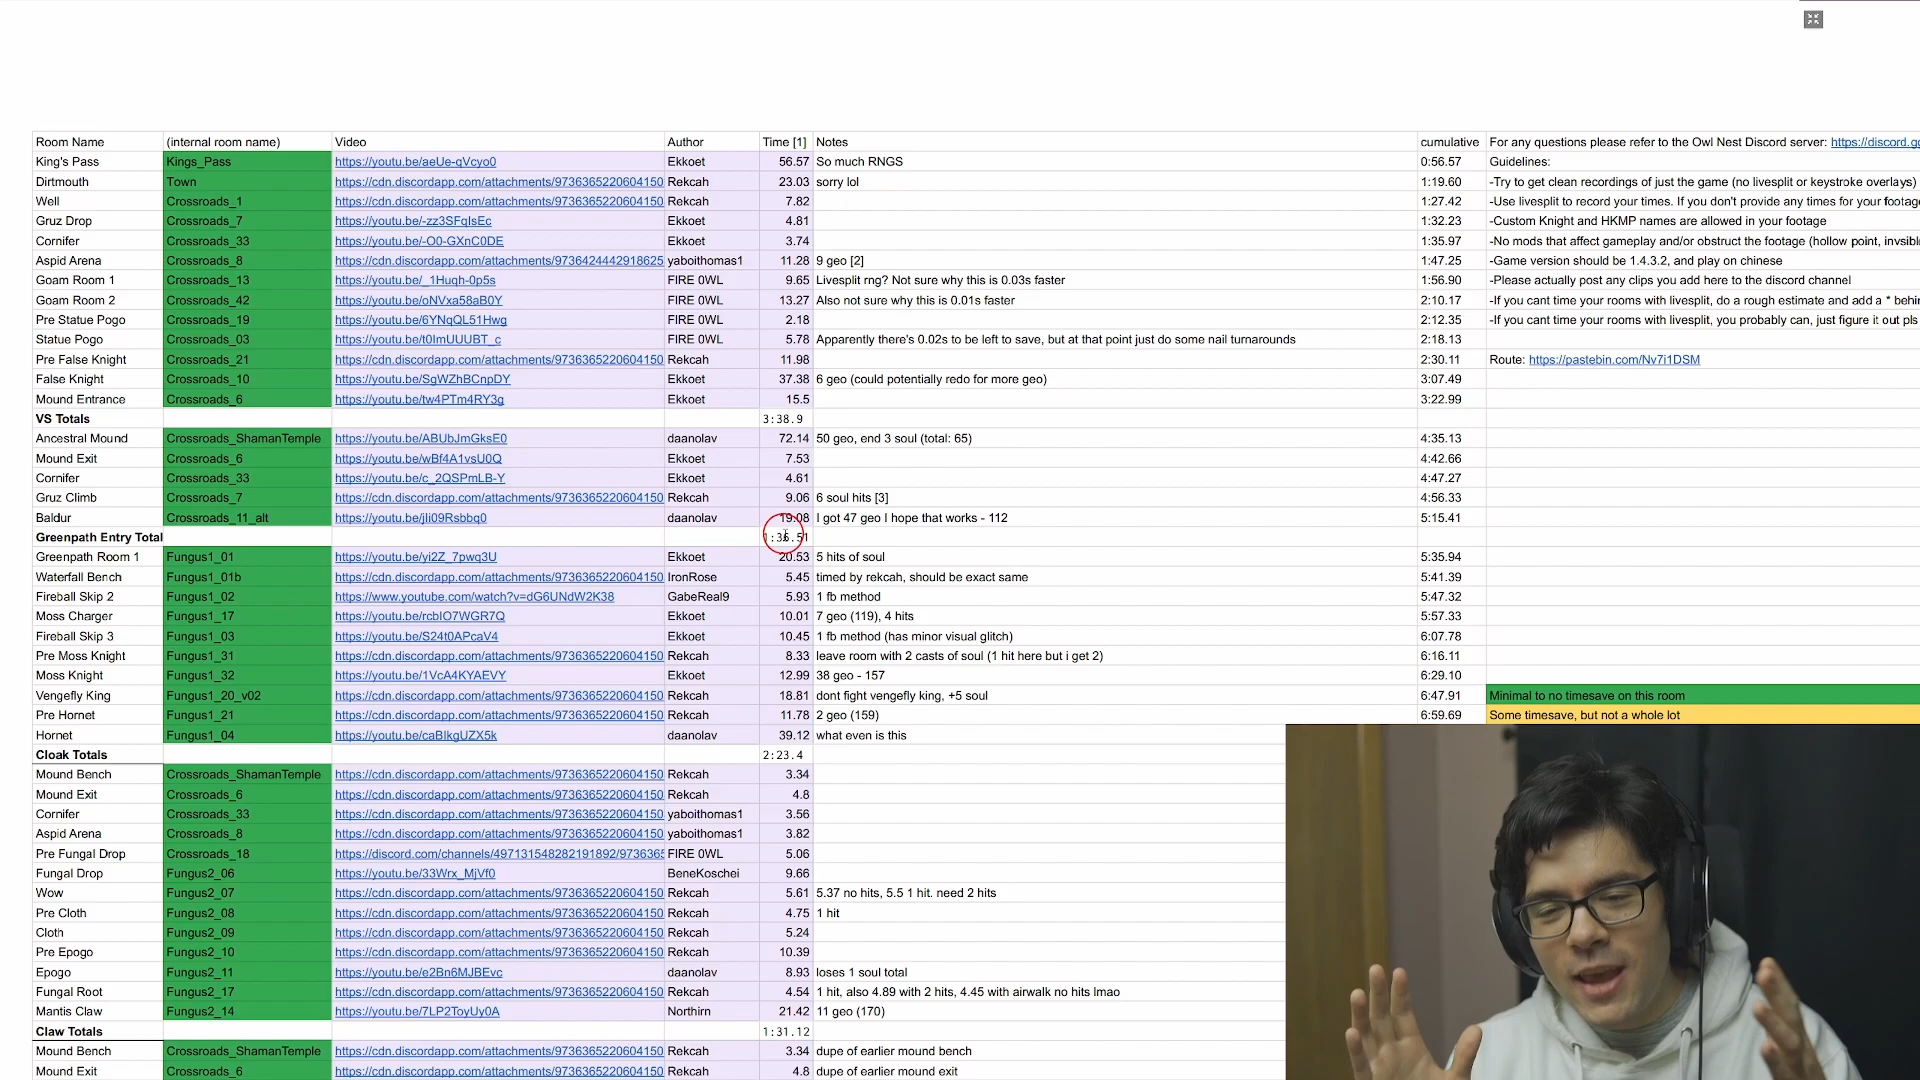 Room Name (internal room name) Video Author Time [1] Notes cumulative For any questions please refer to the Owl Nest Discord server: https://discord.g
King's Pass Kings_Pass https://youtu.be/aeUe-qVcyo0 Ekkoet 56.57 So much RNGS 0:56.57 Guidelines:
Dirtmouth Town https://cdn.discordapp.com/attachments/9736365220604150 Rekcah 23.03 sorry lol 1:19.60 -Try to get clean recordings of just the game (no livesplit or keystroke overlays)
Well Crossroads_1 https://cdn.discordapp.com/attachments/9736365220604150 Rekcah 7.82 1:27.42 -Use livesplit to record your times. If you don't provide any times for your footag
Gruz Drop Crossroads_7 https://youtu.be/-zz3SFqIsEc Ekkoet 4.81 1:32.23 -Custom Knight and HKMP names are allowed in your footage
Cornifer Crossroads_33 https://youtu.be/-O0-GXnC0DE Ekkoet 3.74 1:35.97 -No mods that affect gameplay and/or obstruct the footage (hollow point, invsibl
Aspid Arena Crossroads_8 https://cdn.discordapp.com/attachments/9736424442918625 yaboithomas1 11.28 9 geo [2] 1:47.25 -Game version should be 1.4.3.2, and play on chinese
Goam Room 1 Crossroads_13 https://youtu.be/_1Huqh-0p5s FIRE 0WL 9.65 Livesplit rng? Not sure why this is 0.03s faster 1:56.90 -Please actually post any clips you add here to the discord channel
Goam Room 2 Crossroads_42 https://youtu.be/oNVxa58aB0Y FIRE 0WL 13.27 Also not sure why this is 0.01s faster 2:10.17 -If you cant time your rooms with livesplit, do a rough estimate and add a * behin
Pre Statue Pogo Crossroads_19 https://youtu.be/6YNqQL51Hwg FIRE 0WL 2.18 2:12.35 -If you cant time your rooms with livesplit, you probably can, just figure it out pls
Statue Pogo Crossroads_03 https://youtu.be/t0ImUUUBT_c FIRE 0WL 5.78 Apparently there's 0.02s to be left to save, but at that point just do some nail turnarounds 2:18.13
Pre False Knight Crossroads_21 https://cdn.discordapp.com/attachments/9736365220604150 Rekcah 11.98 2:30.11 Route: https://pastebin.com/Nv7i1DSM
False Knight Crossroads_10 https://youtu.be/SgWZhBCnpDY Ekkoet 37.38 6 geo (could potentially redo for more geo) 3:07.49
Mound Entrance Crossroads_6 https://youtu.be/tw4PTm4RY3g Ekkoet 15.5 3:22.99
VS Totals 3:38.9
Ancestral Mound Crossroads_ShamanTemple https://youtu.be/ABUbJmGksE0 daanolav 72.14 50 geo, end 3 soul (total: 65) 4:35.13
Mound Exit Crossroads_6 https://youtu.be/wBf4A1vsU0Q Ekkoet 7.53 4:42.66
Cornifer Crossroads_33 https://youtu.be/c_2QSPmLB-Y Ekkoet 4.61 4:47.27
Gruz Climb Crossroads_7 https://cdn.discordapp.com/attachments/9736365220604150 Rekcah 9.06 6 soul hits [3] 4:56.33
Baldur Crossroads_11_alt https://youtu.be/jli09Rsbbq0 daanolav 19.08 I got 47 geo I hope that works - 112 5:15.41
Greenpath Entry Total 1:36.51
Greenpath Room 1 Fungus1_01 https://youtu.be/yi2Z_7pwq3U Ekkoet 20.53 5 hits of soul 5:35.94
Waterfall Bench Fungus1_01b https://cdn.discordapp.com/attachments/9736365220604150 IronRose 5.45 timed by rekcah, should be exact same 5:41.39
Fireball Skip 2 Fungus1_02 https://www.youtube.com/watch?v=dG6UNdW2K38 GabeReal9 5.93 1 fb method 5:47.32
Moss Charger Fungus1_17 https://youtu.be/rcbIO7WGR7Q Ekkoet 10.01 7 geo (119), 4 hits 5:57.33
Fireball Skip 3 Fungus1_03 https://youtu.be/S24t0APcaV4 Ekkoet 10.45 1 fb method (has minor visual glitch) 6:07.78
Pre Moss Knight Fungus1_31 https://cdn.discordapp.com/attachments/9736365220604150 Rekcah 8.33 leave room with 2 casts of soul (1 hit here but i get 2) 6:16.11
Moss Knight Fungus1_32 https://youtu.be/1VcA4KYAEVY Ekkoet 12.99 38 geo - 157 6:29.10
Vengefly King Fungus1_20_v02 https://cdn.discordapp.com/attachments/9736365220604150 Rekcah 18.81 dont fight vengefly king, +5 soul 6:47.91 Minimal to no timesave on this room
Pre Hornet Fungus1_21 https://cdn.discordapp.com/attachments/9736365220604150 Rekcah 11.78 2 geo (159) 6:59.69 Some timesave, but not a whole lot
Hornet Fungus1_04 https://youtu.be/caBlkgUZX5k daanolav 39.12 what even is this
Cloak Totals 2:23.4
Mound Bench Crossroads_ShamanTemple https://cdn.discordapp.com/attachments/9736365220604150 Rekcah 3.34
Mound Exit Crossroads_6 https://cdn.discordapp.com/attachments/9736365220604150 Rekcah 4.8
Cornifer Crossroads_33 https://cdn.discordapp.com/attachments/9736365220604150 yaboithomas1 3.56
Aspid Arena Crossroads_8 https://cdn.discordapp.com/attachments/9736365220604150 yaboithomas1 3.82
Pre Fungal Drop Crossroads_18 https://discord.com/channels/497131548282191892/9736365 FIRE 0WL 5.06
Fungal Drop Fungus2_06 https://youtu.be/33Wrx_MjVf0 BeneKoschei 9.66
Wow Fungus2_07 https://cdn.discordapp.com/attachments/9736365220604150 Rekcah 5.61 5.37 no hits, 5.5 1 hit. need 2 hits
Pre Cloth Fungus2_08 https://cdn.discordapp.com/attachments/9736365220604150 Rekcah 4.75 1 hit
Cloth Fungus2_09 https://cdn.discordapp.com/attachments/9736365220604150 Rekcah 5.24
Pre Epogo Fungus2_10 https://cdn.discordapp.com/attachments/9736365220604150 Rekcah 10.39
Epogo Fungus2_11 https://youtu.be/e2Bn6MJBEvc daanolav 8.93 loses 1 soul total
Fungal Root Fungus2_17 https://cdn.discordapp.com/attachments/9736365220604150 Rekcah 4.54 1 hit, also 4.89 with 2 hits, 4.45 with airwalk no hits lmao
Mantis Claw Fungus2_14 https://youtu.be/7LP2ToyUy0A Northirn 21.42 11 geo (170)
Claw Totals 1:31.12
Mound Bench Crossroads_ShamanTemple https://cdn.discordapp.com/attachments/9736365220604150 Rekcah 3.34 dupe of earlier mound bench
Mound Exit Crossroads_6 https://cdn.discordapp.com/attachments/9736365220604150 Rekcah 4.8 dupe of earlier mound exit